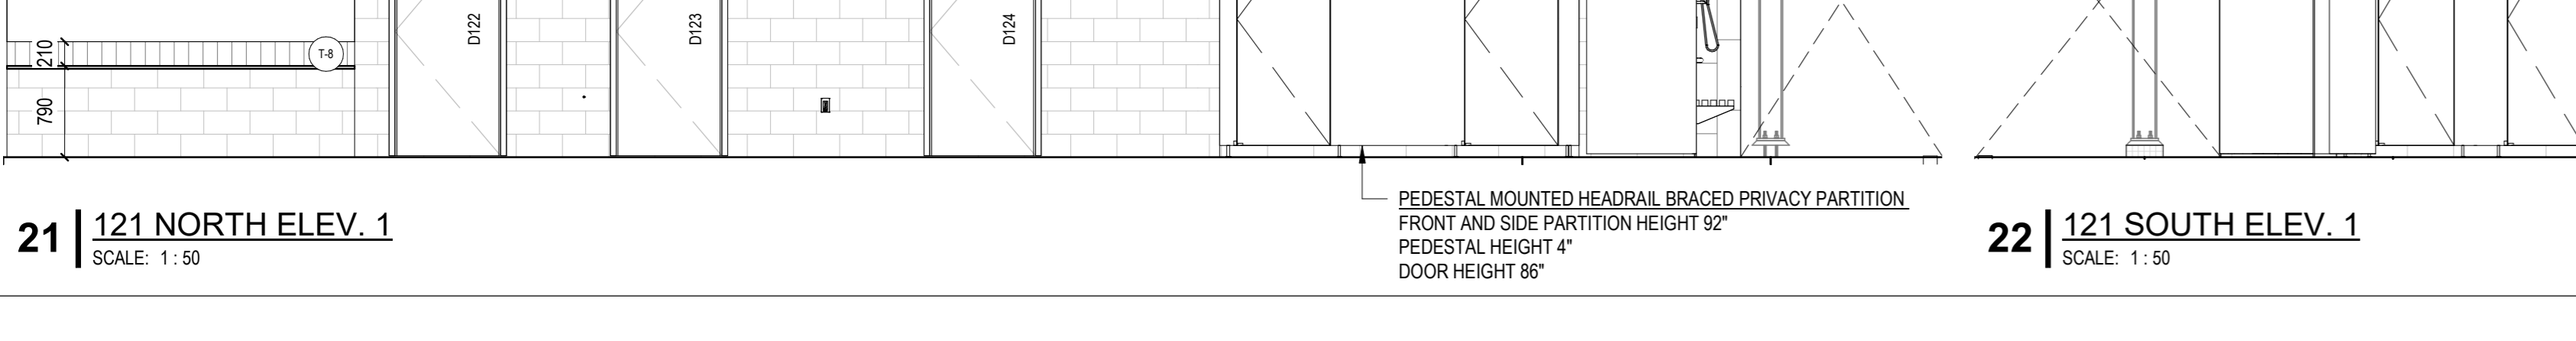 210
790
T-8
D122
D123
D124
PEDESTAL MOUNTED HEADRAIL BRACED PRIVACY PARTITION
FRONT AND SIDE PARTITION HEIGHT 92"
PEDESTAL HEIGHT 4"
DOOR HEIGHT 86"
21
121 NORTH ELEV. 1
SCALE: 1 : 50
22
121 SOUTH ELEV. 1
SCALE: 1 : 50